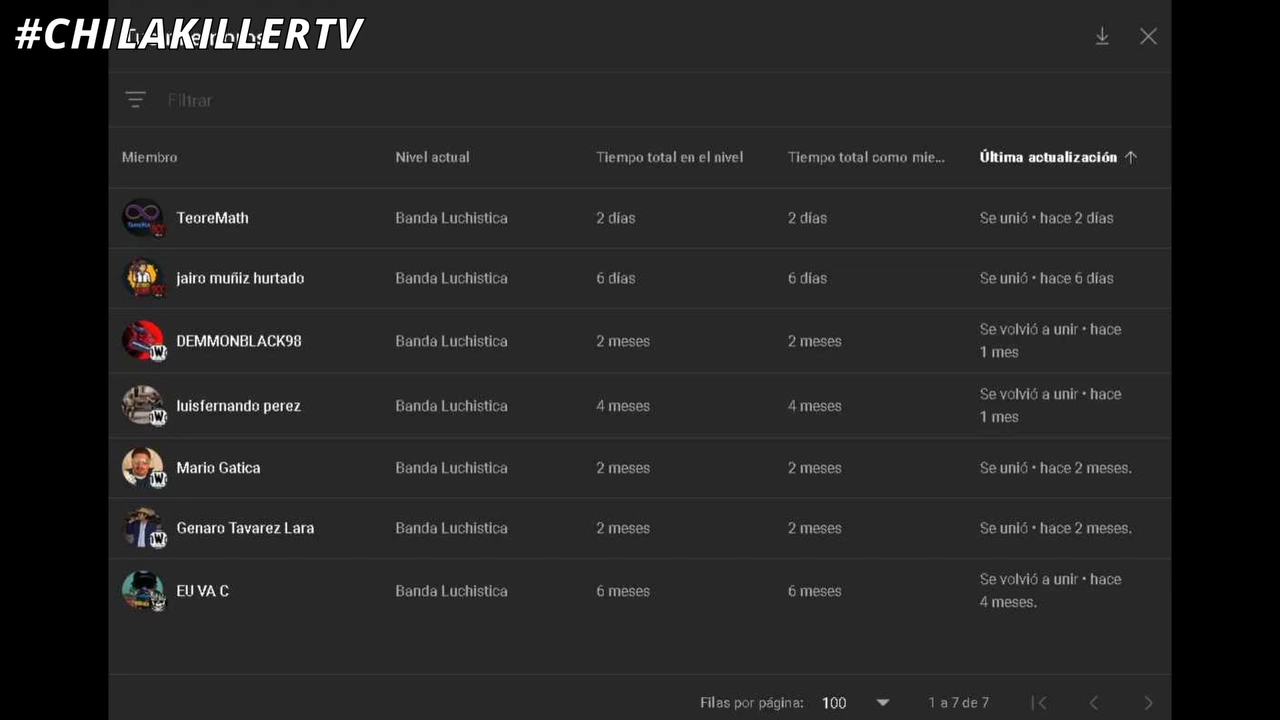 #CHILAKILLERTV
Filtrar
Miembro Nivel actual Tiempo total en el nivel Tiempo total como mie... Última actualización
TeoreMath Banda Luchistica 2 días 2 días Se unió • hace 2 días
jairo muñiz hurtado Banda Luchistica 6 días 6 días Se unió • hace 6 días
DEMMONBLACK98 Banda Luchistica 2 meses 2 meses Se volvió a unir • hace
1 mes
luisfernando perez Banda Luchistica 4 meses 4 meses Se volvió a unir • hace
1 mes
Mario Gatica Banda Luchistica 2 meses 2 meses Se unió • hace 2 meses.
Genaro Tavarez Lara Banda Luchistica 2 meses 2 meses Se unió • hace 2 meses.
EU VA C Banda Luchistica 6 meses 6 meses Se volvió a unir • hace
4 meses.
Filas por página: 100 1 a 7 de 7